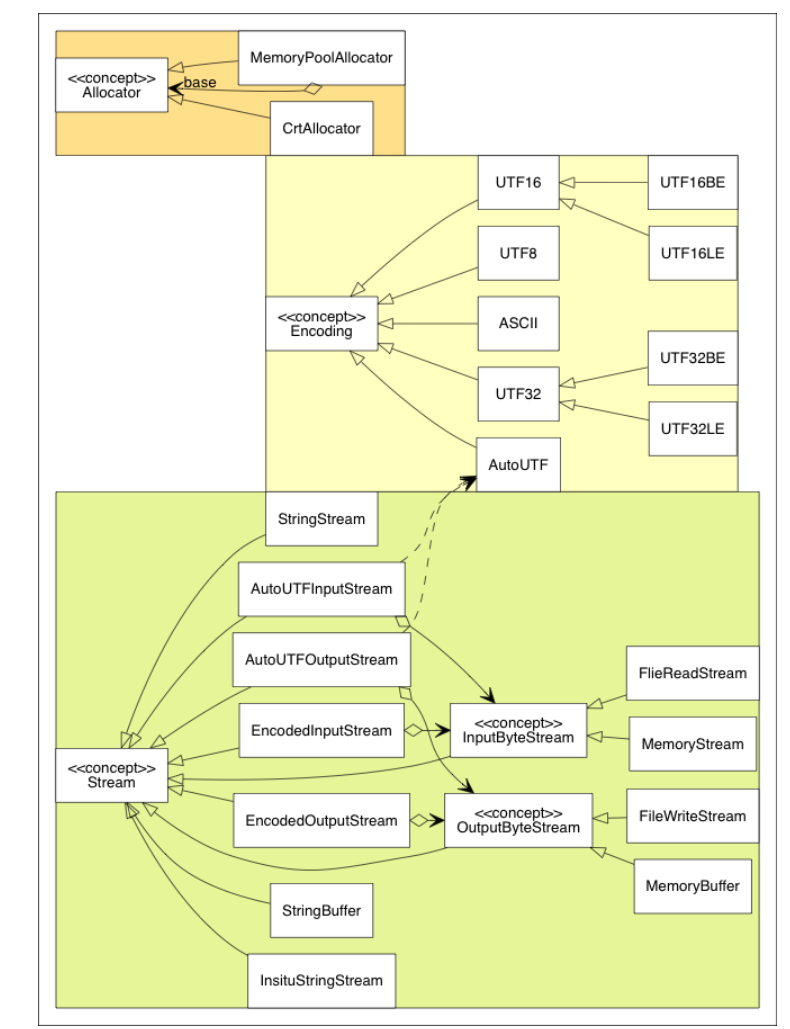 MemoryPoolAllocator
<<concept>>
Allocator
base
CrtAllocator
UTF16
UTF16BE
UTF8
UTF16LE
<<concept>>
Encoding
ASCII
UTF32BE
UTF32
UTF32LE
AutoUTF
StringStream
AutoUTFInputStream
AutoUTFOutputStream
FlieReadStream
EncodedInputStream
<<concept>>
InputByteStream
MemoryStream
<<concept>>
Stream
EncodedOutputStream
<<concept>>
OutputByteStream
FileWriteStream
MemoryBuffer
StringBuffer
InsituStringStream